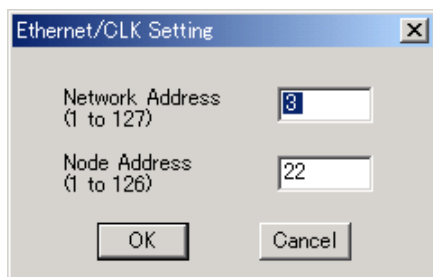 Ethernet/CLK Setting
Network Address
(1 to 127)
3
Node Address
(1 to 126)
22
OK
Cancel